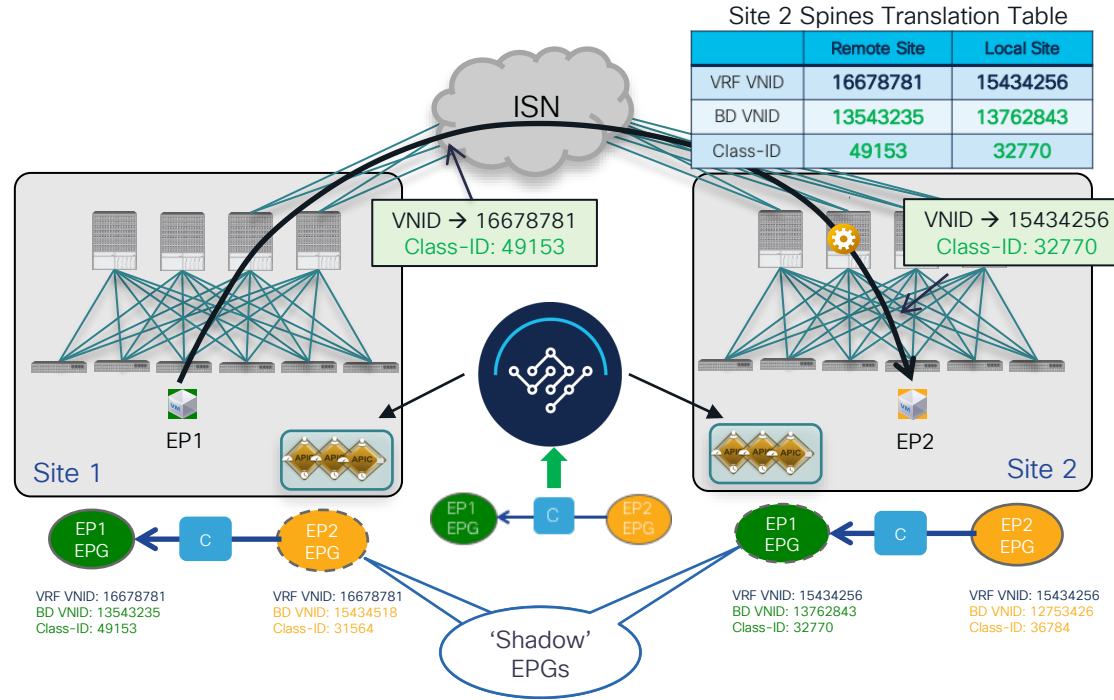 Site 2 Spines Translation Table
Remote Site Local Site
VRF VNID 16678781 15434256
BD VNID 13543235 13762843
Class-ID 49153 32770
ISN
VNID → 16678781
Class-ID: 49153
VNID → 15434256
Class-ID: 32770
VM
EP1
VM
EP2
APIC APIC APIC
APIC APIC APIC
Site 1
Site 2
EP1
EPG
C
EP2
EPG
EP1
EPG
C
EP2
EPG
EP1
EPG
C
EP2
EPG
VRF VNID: 16678781
BD VNID: 13543235
Class-ID: 49153
VRF VNID: 16678781
BD VNID: 15434518
Class-ID: 31564
VRF VNID: 15434256
BD VNID: 13762843
Class-ID: 32770
VRF VNID: 15434256
BD VNID: 12753426
Class-ID: 36784
‘Shadow’
EPGs